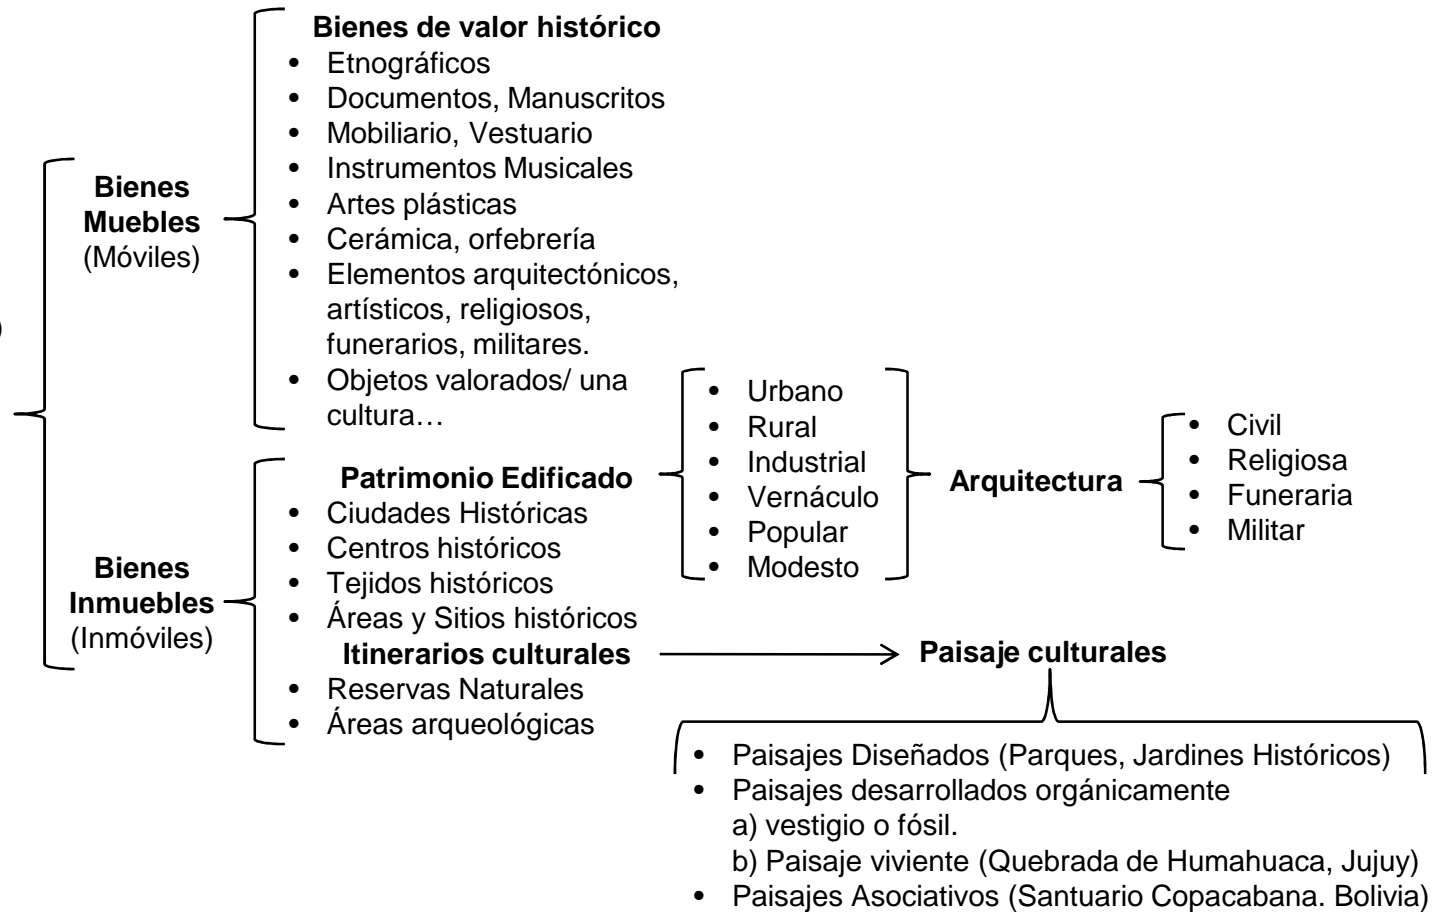 Bienes de valor histórico
• Etnográficos
• Documentos, Manuscritos
• Mobiliario, Vestuario
• Instrumentos Musicales
• Artes plásticas
• Cerámica, orfebrería
• Elementos arquitectónicos,
artísticos, religiosos,
funerarios, militares.
• Objetos valorados/ una
cultura…
Bienes
Muebles
(Móviles)
)
Bienes
Inmuebles
(Inmóviles)
Patrimonio Edificado
• Ciudades Históricas
• Centros históricos
• Tejidos históricos
• Áreas y Sitios históricos
Itinerarios culturales
• Reservas Naturales
• Áreas arqueológicas
• Urbano
• Rural
• Industrial
• Vernáculo
• Popular
• Modesto
Arquitectura
• Civil
• Religiosa
• Funeraria
• Militar
Paisaje culturales
• Paisajes Diseñados (Parques, Jardines Históricos)
• Paisajes desarrollados orgánicamente
a) vestigio o fósil.
b) Paisaje viviente (Quebrada de Humahuaca, Jujuy)
• Paisajes Asociativos (Santuario Copacabana. Bolivia)